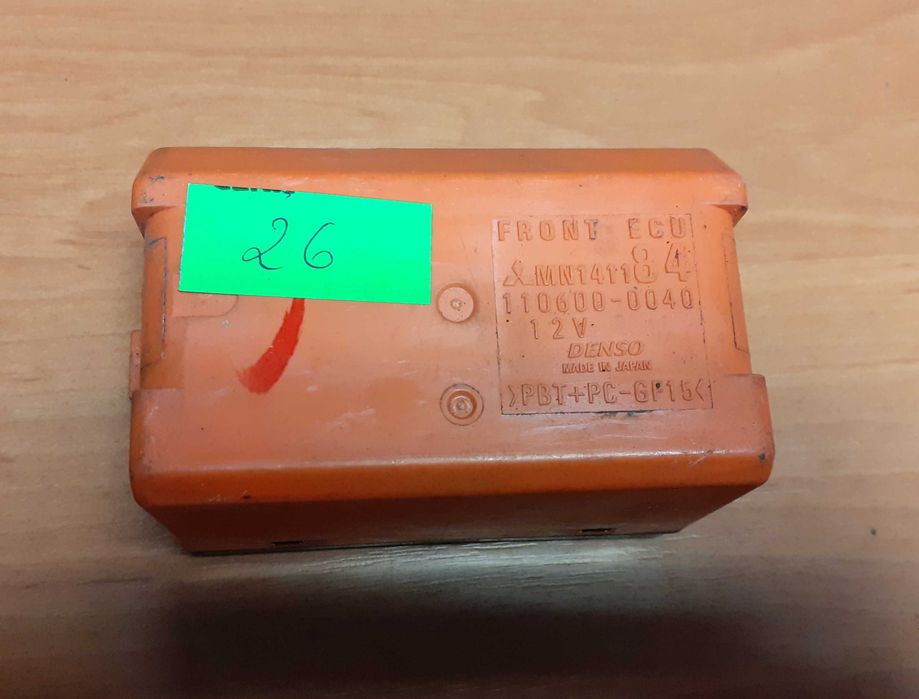 26
FRONT ECU
MN141184
110600-0040
12V
DENSO
MADE IN JAPAN
>PBT+PC-GF15<